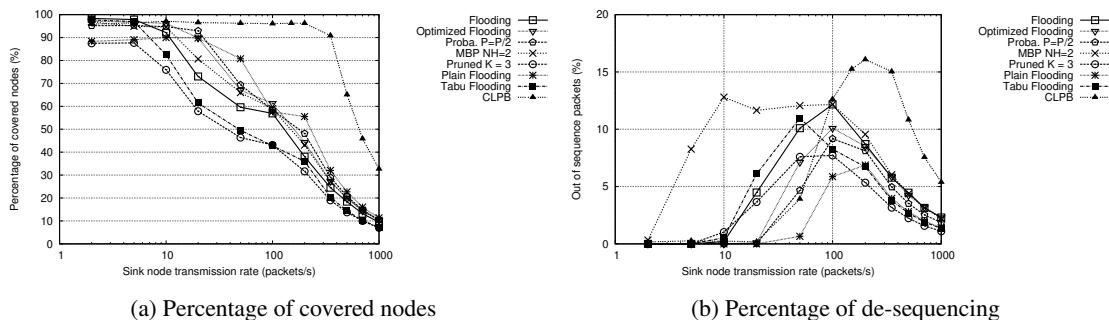 Percentage of covered nodes (%)
100
90
80
70
60
50
40
30
20
10
0
1
10
100
1000
Sink node transmission rate (packets/s)
Flooding
Optimized Flooding
Proba. P=P/2
MBP NH=2
Pruned K = 3
Plain Flooding
Tabu Flooding
CLPB
(a) Percentage of covered nodes
Out of sequence packets (%)
20
15
10
5
0
1
10
100
1000
Sink node transmission rate (packets/s)
Flooding
Optimized Flooding
Proba. P=P/2
MBP NH=2
Pruned K = 3
Plain Flooding
Tabu Flooding
CLPB
(b) Percentage of de-sequencing